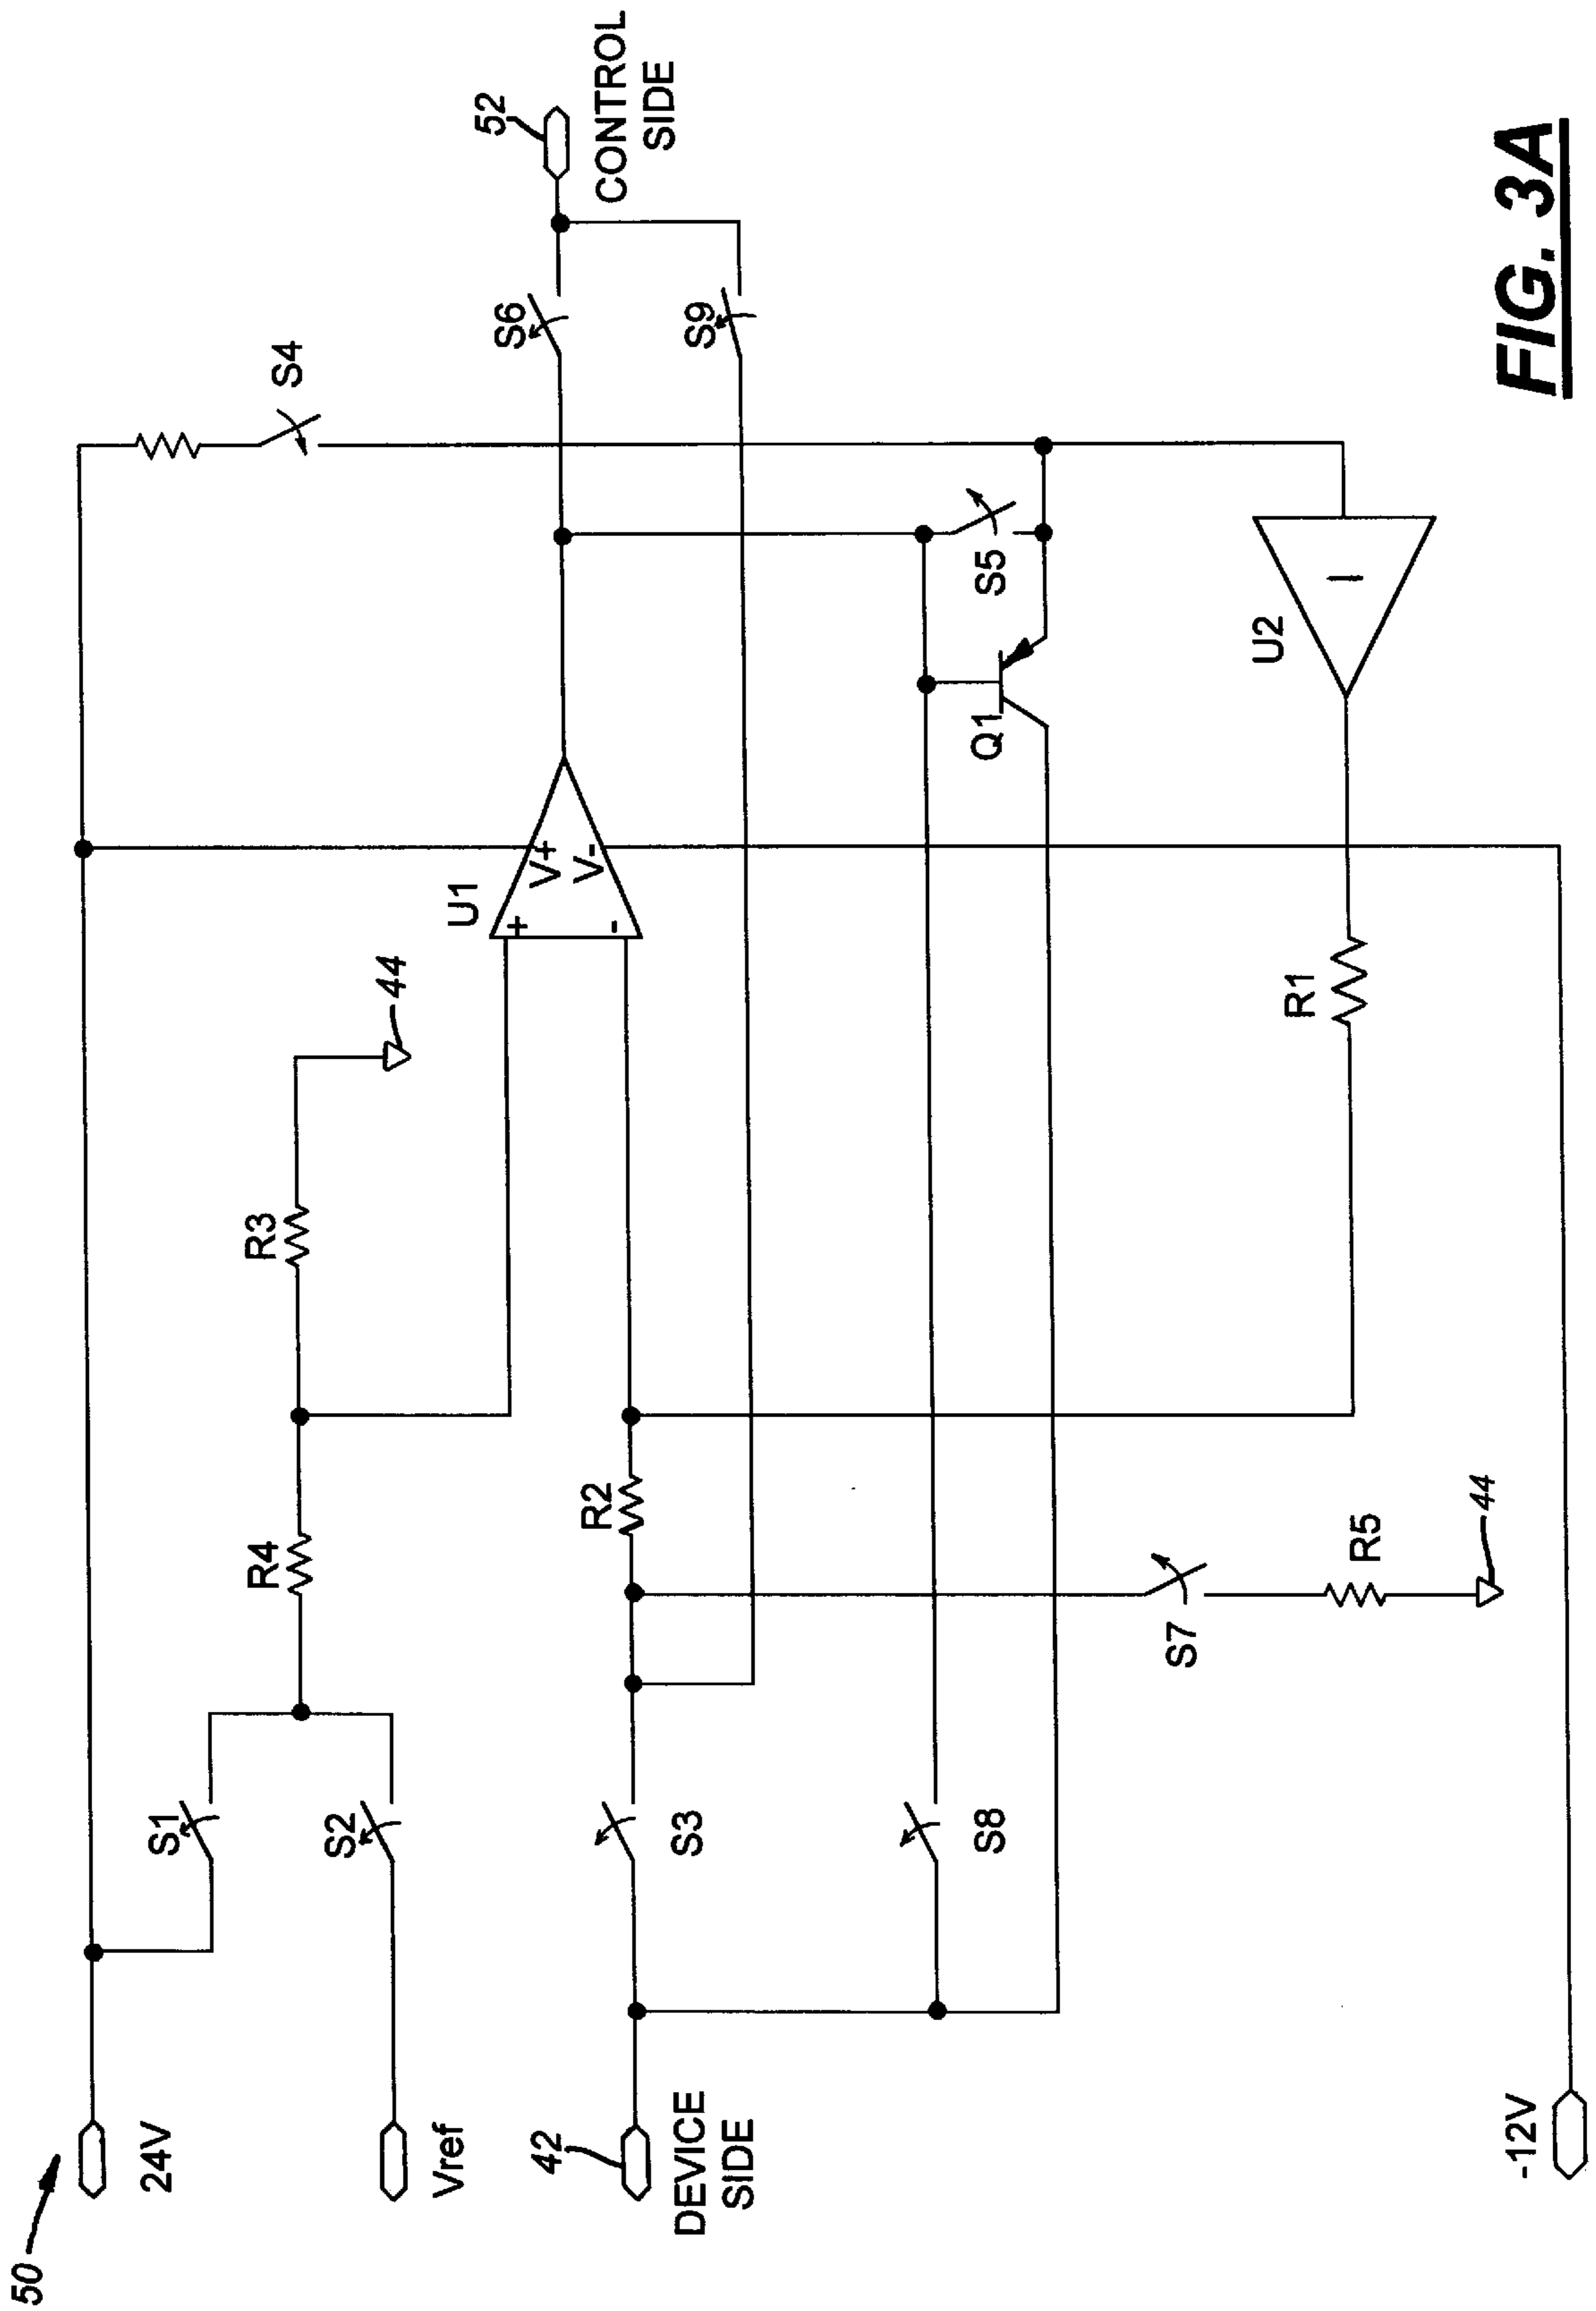 50
24V
Vref
42
DEVICE
SIDE
-12V
S1
S2
S3
S8
R4
R3
44
R2
S7
R5
44
U1
+
-
V+
V-
R1
Q1
S5
U2
I
S4
S6
S9
52
CONTROL
SIDE
FIG. 3A